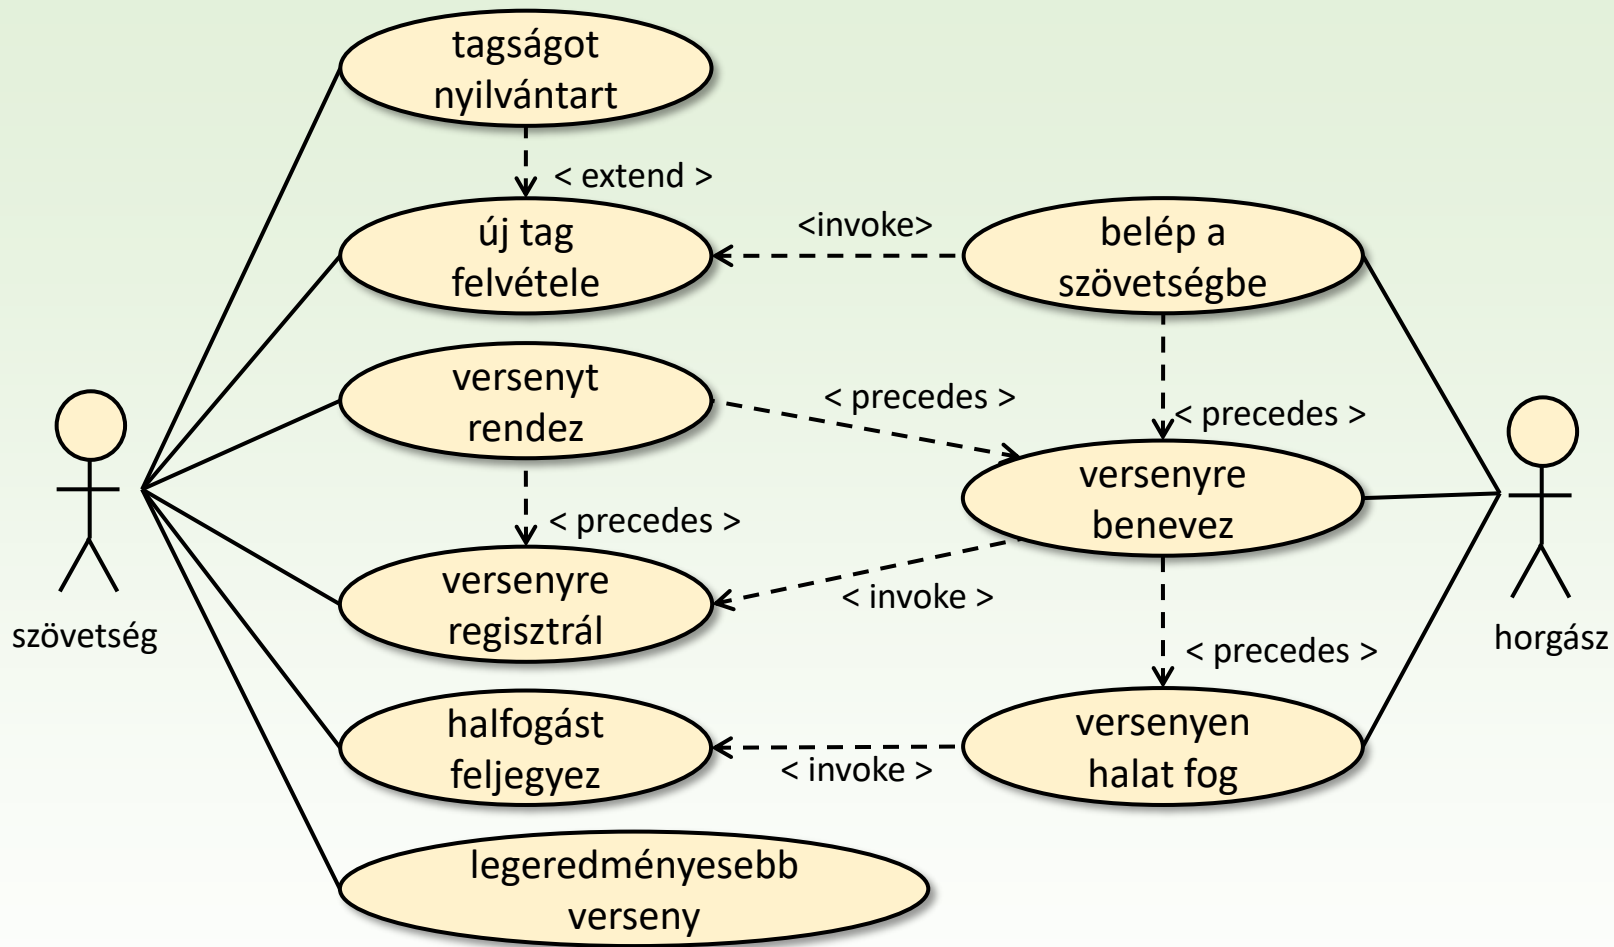 tagságot
nyilvántart
< extend >
új tag
felvétele
<invoke>
belép a
szövetségbe
versenyt
rendez
< precedes >
< precedes >
versenyre
benevez
< precedes >
versenyre
regisztrál
< invoke >
szövetség
horgász
< precedes >
halfogást
feljegyez
< invoke >
versenyen
halat fog
legeredményesebb
verseny